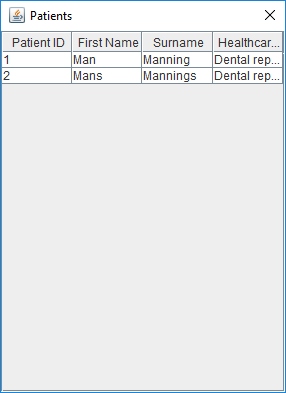 Patients
Patient ID First Name Surname Healthcar...
1 Man Manning Dental rep...
2 Mans Mannings Dental rep...